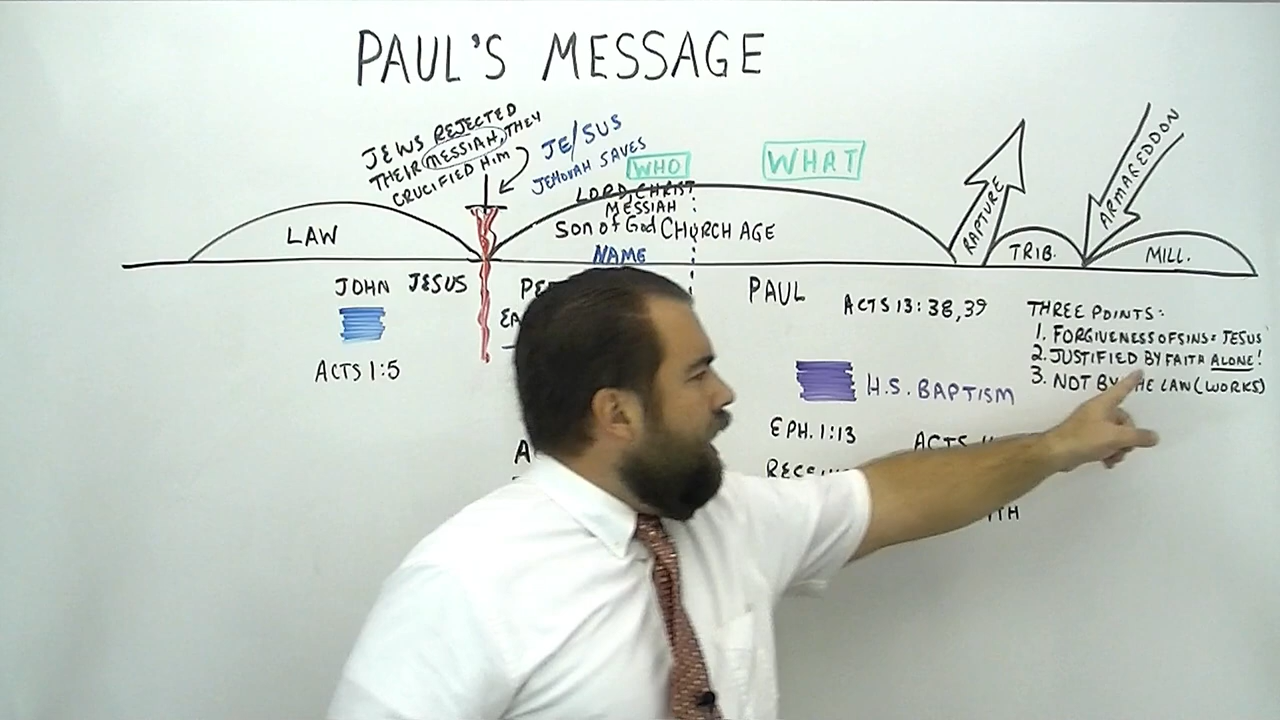 PAUL'S MESSAGE
JEWS REJECTED
THEIR MESSIAH, THEY
CRUCIFIED HIM
JE/SUS
JEHOVAH SAVES
WHO
WHAT
LORD, CHRIST
MESSIAH
Son of God
CHURCH AGE
NAME
LAW
RAPTURE
TRIB.
ARMAGEDDON
MILL.
JOHN
JESUS
PAUL
ACTS 13:38,39
THREE POINTS:
1. FORGIVENESS OF SINS = JESUS
2. JUSTIFIED BY FAITH ALONE!
3. NOT BY THE LAW (WORKS)
ACTS 1:5
H.S. BAPTISM
EPH. 1:13
ACTS